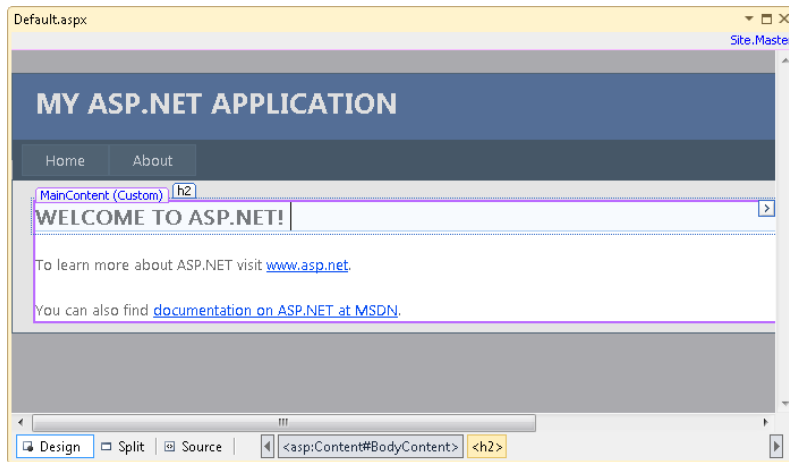 Default.aspx
Site.Maste
MY ASP.NET APPLICATION
Home About
MainContent (Custom) h2
WELCOME TO ASP.NET!
To learn more about ASP.NET visit www.asp.net.
You can also find documentation on ASP.NET at MSDN.
Design Split Source <asp:Content#BodyContent> <h2>